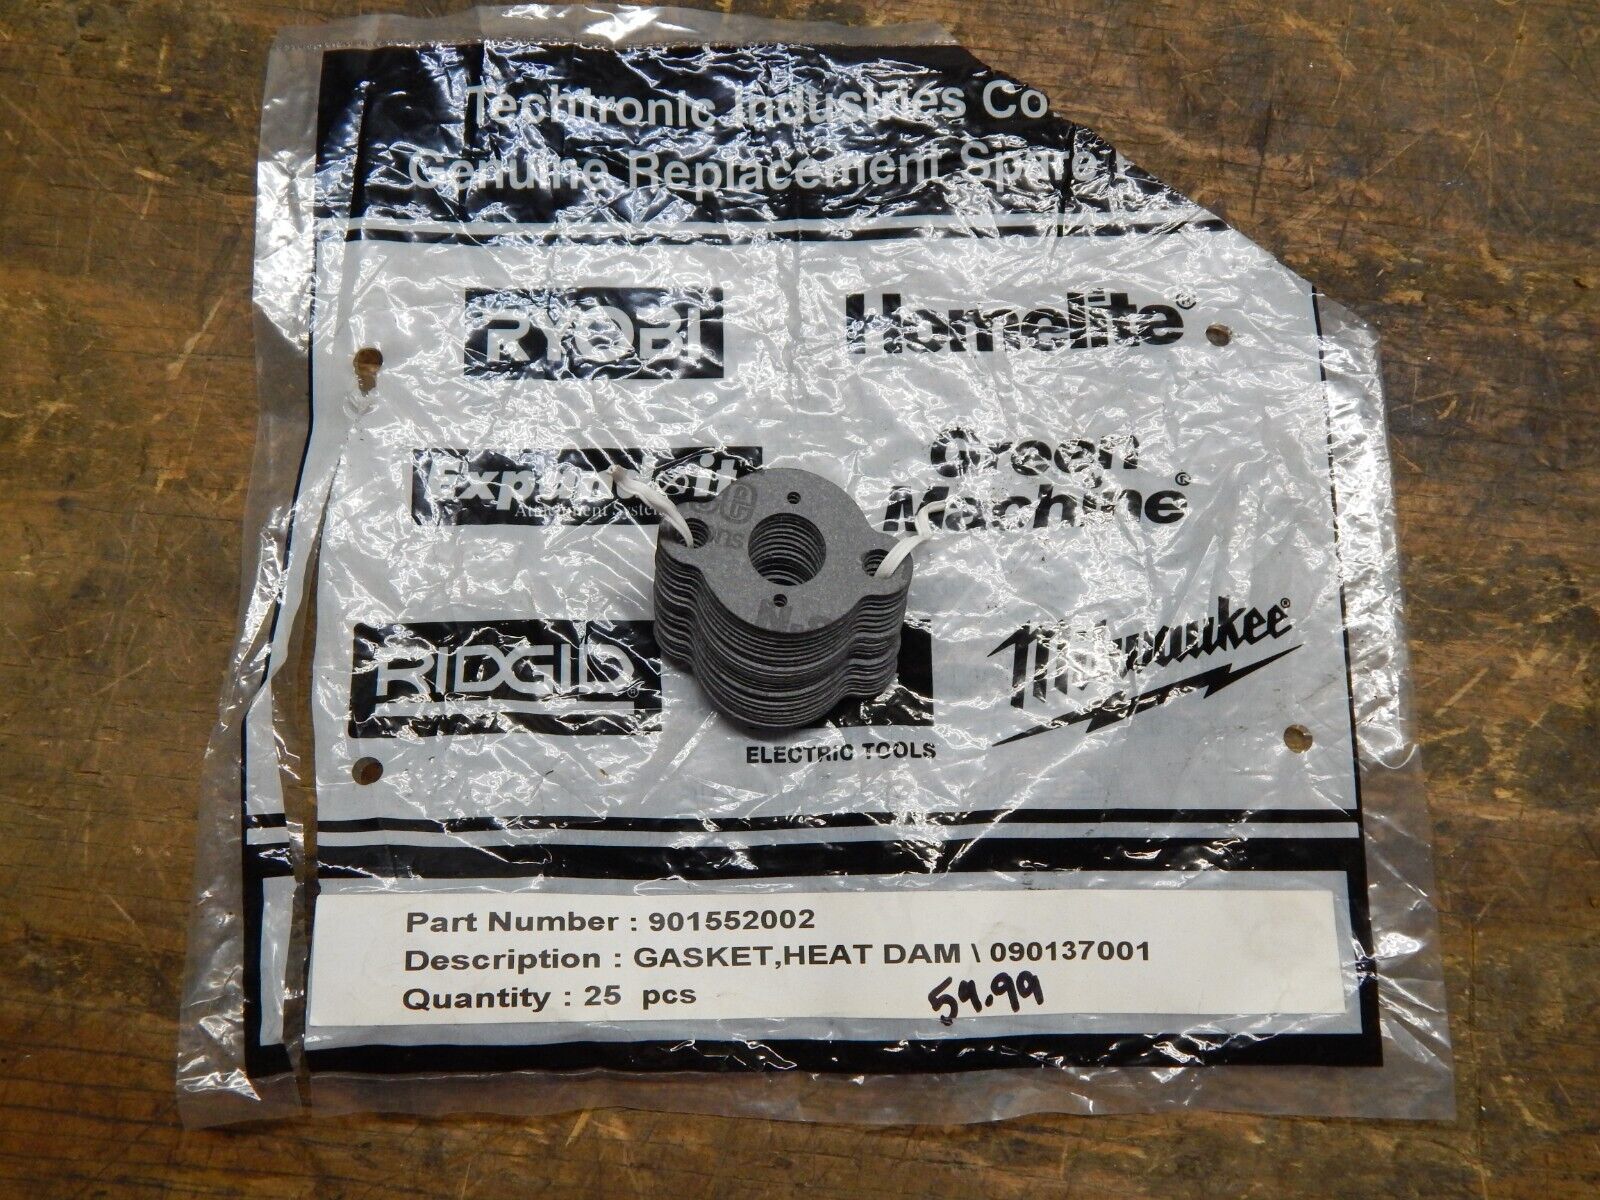 Techtronic Industries Co
Genuine Replacement Spare
RYOBI
Homelite®
Expand-it
Attachment System
Green
Machine®
RIDGID®
ELECTRIC TOOLS
Milwaukee®
Part Number : 901552002
Description : GASKET,HEAT DAM \ 090137001
Quantity : 25 pcs
59.99